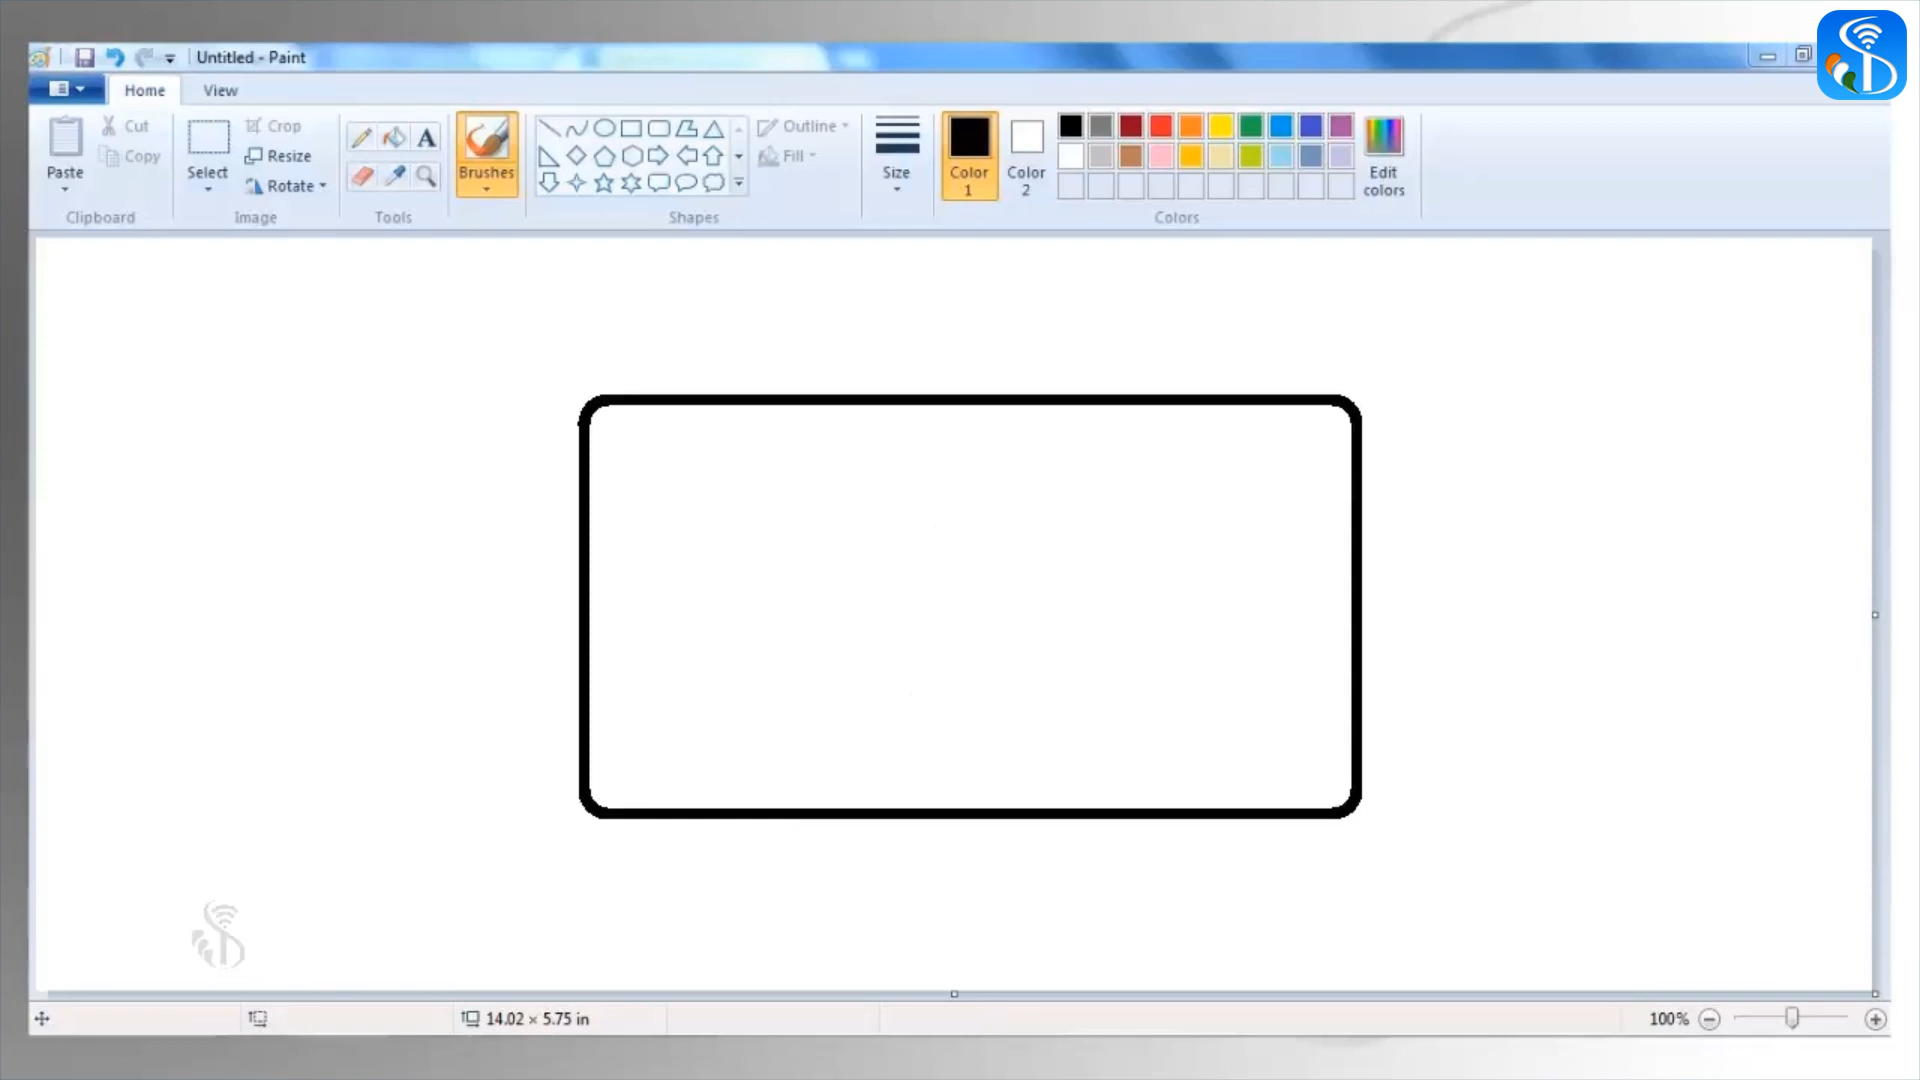 Untitled - Paint
Home View
Cut
Copy
Paste
Clipboard
Crop
Resize
Rotate
Select
Image
A
Tools
Brushes
Outline
Fill
Shapes
Size
Color 1
Color 2
Edit colors
Colors
14.02 × 5.75 in
100%